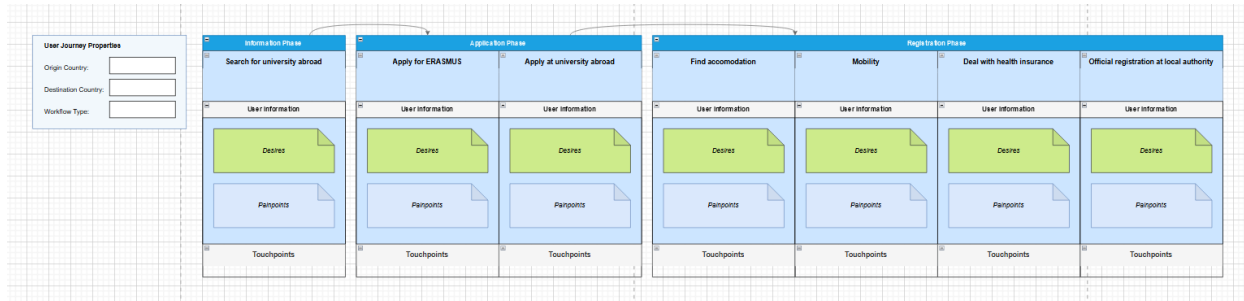 User Journey Properties
Origin Country:
Destination Country:
Workflow Type:
Information Phase
Application Phase
Registration Phase
Search for university abroad
Apply for ERASMUS
Apply at university abroad
Find accomodation
Mobility
Deal with health insurance
Official registration at local authority
User Information
User Information
User Information
User Information
User Information
User Information
User Information
Desires
Desires
Desires
Desires
Desires
Desires
Desires
Painpoints
Painpoints
Painpoints
Painpoints
Painpoints
Painpoints
Painpoints
Touchpoints
Touchpoints
Touchpoints
Touchpoints
Touchpoints
Touchpoints
Touchpoints